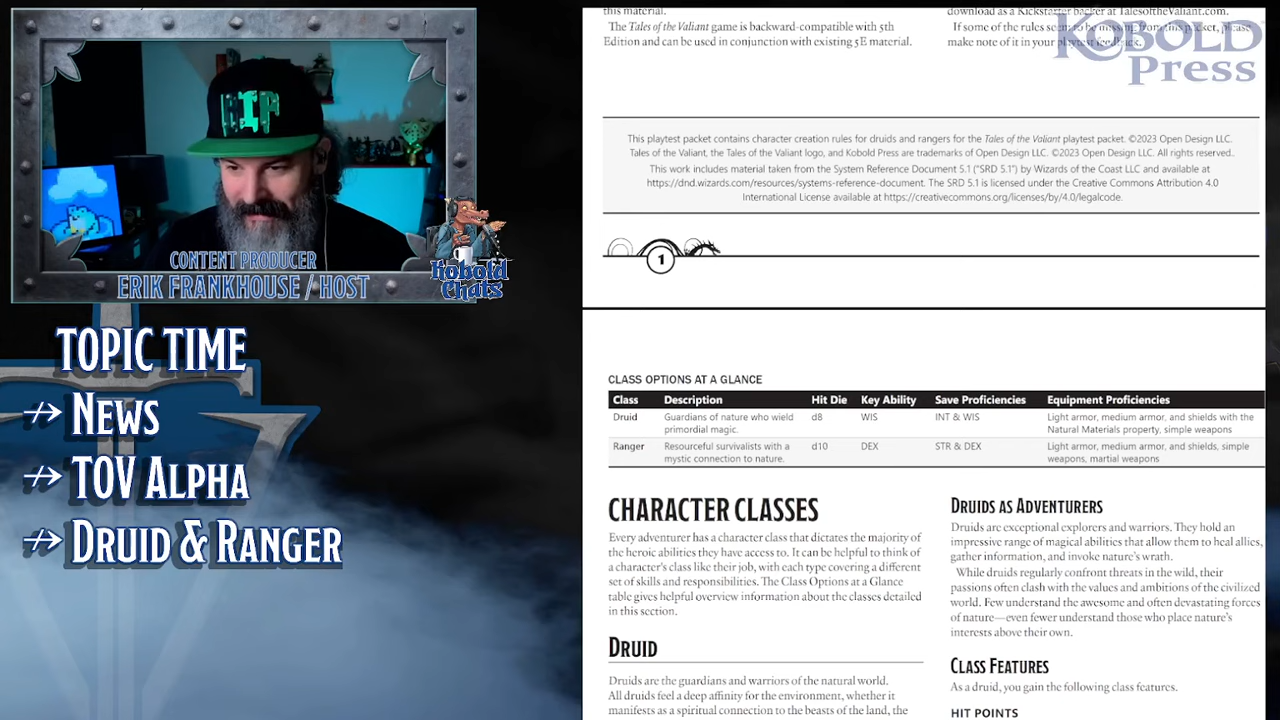 HIP
CONTENT PRODUCER
ERIK FRANKHOUSE / HOST
Kobold
Chats
TOPIC TIME
News
TOV Alpha
Druid & Ranger
Kobold
Press
this material.
The Tales of the Valiant game is backward-compatible with 5th
Edition and can be used in conjunction with existing 5E material.
download as a Kickstarter backer at TalesoftheValiant.com.
If some of the rules seem to be missing from this packet, please
make note of it in your playtest feedback.
This playtest packet contains character creation rules for druids and rangers for the Tales of the Valiant playtest packet. ©2023 Open Design LLC.
Tales of the Valiant, the Tales of the Valiant logo, and Kobold Press are trademarks of Open Design LLC. ©2023 Open Design LLC. All rights reserved..
This work includes material taken from the System Reference Document 5.1 ("SRD 5.1") by Wizards of the Coast LLC and available at
https://dnd.wizards.com/resources/systems-reference-document. The SRD 5.1 is licensed under the Creative Commons Attribution 4.0
International License available at https://creativecommons.org/licenses/by/4.0/legalcode.
1
CLASS OPTIONS AT A GLANCE
Class Description Hit Die Key Ability Save Proficiencies Equipment Proficiencies
Druid Guardians of nature who wield d8 WIS INT & WIS Light armor, medium armor, and shields with the
primordial magic. Natural Materials property, simple weapons
Ranger Resourceful survivalists with a d10 DEX STR & DEX Light armor, medium armor, and shields, simple
mystic connection to nature. weapons, martial weapons
CHARACTER CLASSES
Every adventurer has a character class that dictates the majority of
the heroic abilities they have access to. It can be helpful to think of
a character's class like their job, with each type covering a different
set of skills and responsibilities. The Class Options at a Glance
table gives helpful overview information about the classes detailed
in this section.
Druid
Druids are the guardians and warriors of the natural world.
All druids feel a deep affinity for the environment, whether it
manifests as a spiritual connection to the beasts of the land, the
Druids as Adventurers
Druids are exceptional explorers and warriors. They hold an
impressive range of magical abilities that allow them to heal allies,
gather information, and invoke nature's wrath.
While druids regularly confront threats in the wild, their
passions often clash with the values and ambitions of the civilized
world. Few understand the awesome and often devastating forces
of nature—even fewer understand those who place nature's
interests above their own.
Class Features
As a druid, you gain the following class features.
HIT POINTS